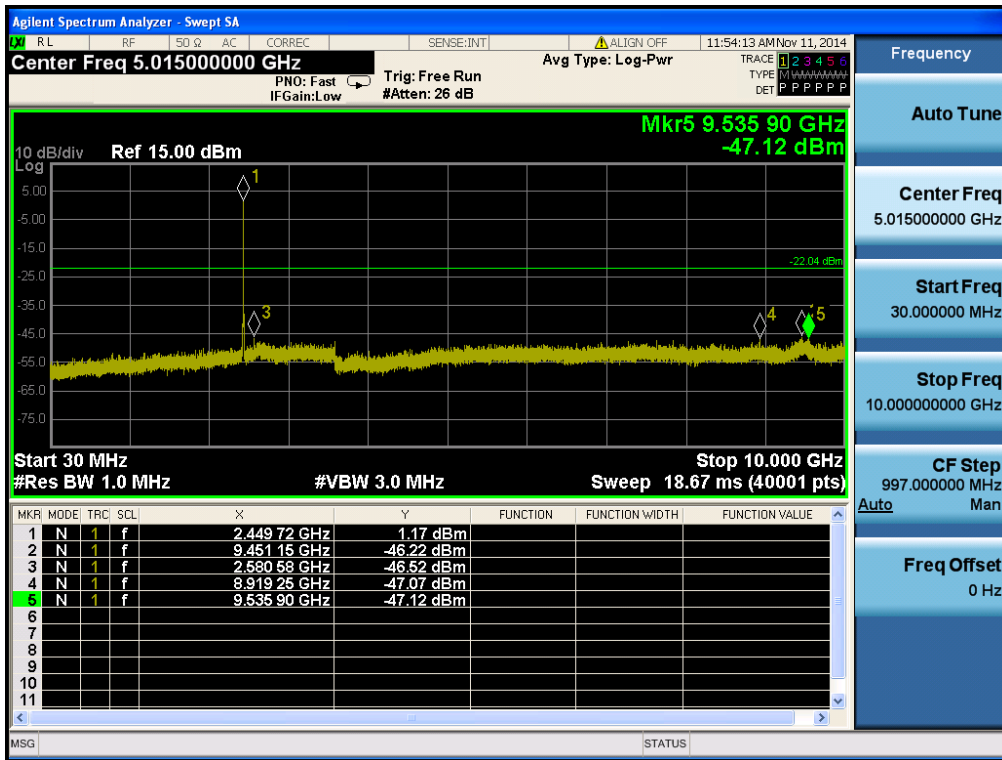 Agilent Spectrum Analyzer - Swept SA
LXI RL RF 50 Ω AC CORREC SENSE:INT ALIGN OFF 11:54:13 AM Nov 11, 2014
Center Freq 5.015000000 GHz
PNO: Fast
IFGain:Low
Trig: Free Run
#Atten: 26 dB
Avg Type: Log-Pwr
TRACE 1 2 3 4 5 6
TYPE M WWWWW
DET P P P P P P
Mkr5 9.535 90 GHz
-47.12 dBm
10 dB/div Ref 15.00 dBm
Log
5.00
-5.00
-15.0
-25.0
-35.0
-45.0
-55.0
-65.0
-75.0
1
-22.04 dBm
3
4
5
Start 30 MHz
Stop 10.000 GHz
#Res BW 1.0 MHz
#VBW 3.0 MHz
Sweep 18.67 ms (40001 pts)
MKR MODE TRC SCL X Y FUNCTION FUNCTION WIDTH FUNCTION VALUE
1 N 1 f 2.449 72 GHz 1.17 dBm
2 N 1 f 9.451 15 GHz -46.22 dBm
3 N 1 f 2.580 58 GHz -46.52 dBm
4 N 1 f 8.919 25 GHz -47.07 dBm
5 N 1 f 9.535 90 GHz -47.12 dBm
6
7
8
9
10
11
MSG
STATUS
Frequency
Auto Tune
Center Freq
5.015000000 GHz
Start Freq
30.000000 MHz
Stop Freq
10.000000000 GHz
CF Step
997.000000 MHz
Auto Man
Freq Offset
0 Hz